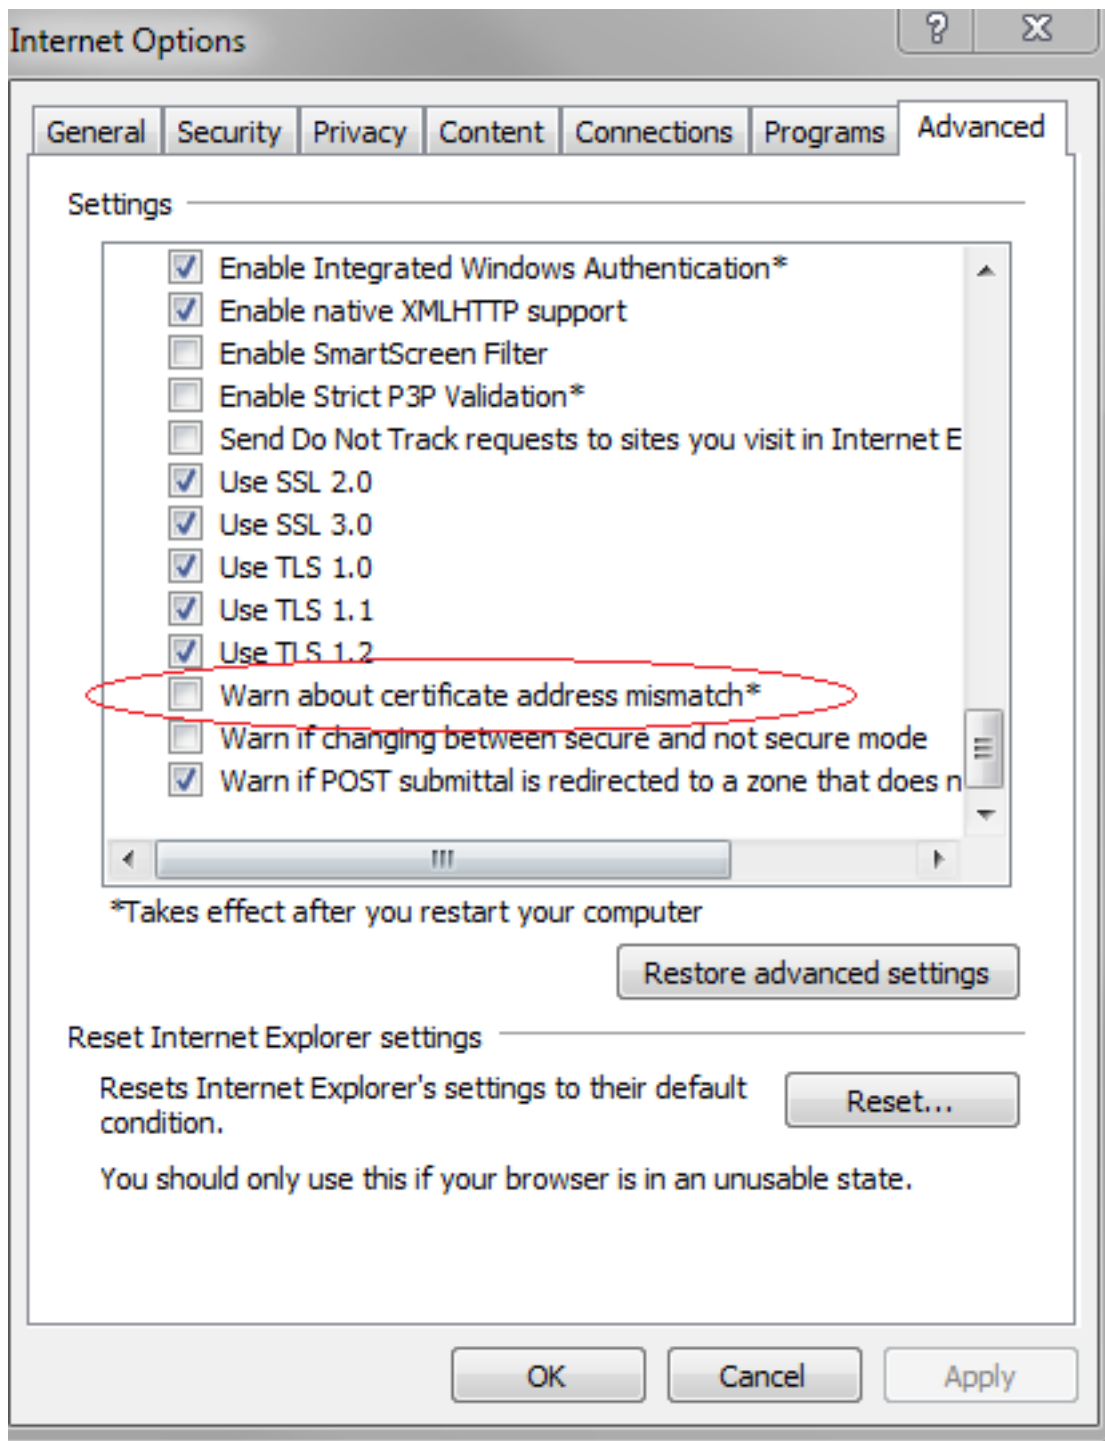 Internet Options
General Security Privacy Content Connections Programs Advanced
Settings
Enable Integrated Windows Authentication*
Enable native XMLHTTP support
Enable SmartScreen Filter
Enable Strict P3P Validation*
Send Do Not Track requests to sites you visit in Internet E
Use SSL 2.0
Use SSL 3.0
Use TLS 1.0
Use TLS 1.1
Use TLS 1.2
Warn about certificate address mismatch*
Warn if changing between secure and not secure mode
Warn if POST submittal is redirected to a zone that does n
*Takes effect after you restart your computer
Restore advanced settings
Reset Internet Explorer settings
Resets Internet Explorer's settings to their default
condition.
Reset...
You should only use this if your browser is in an unusable state.
OK Cancel Apply